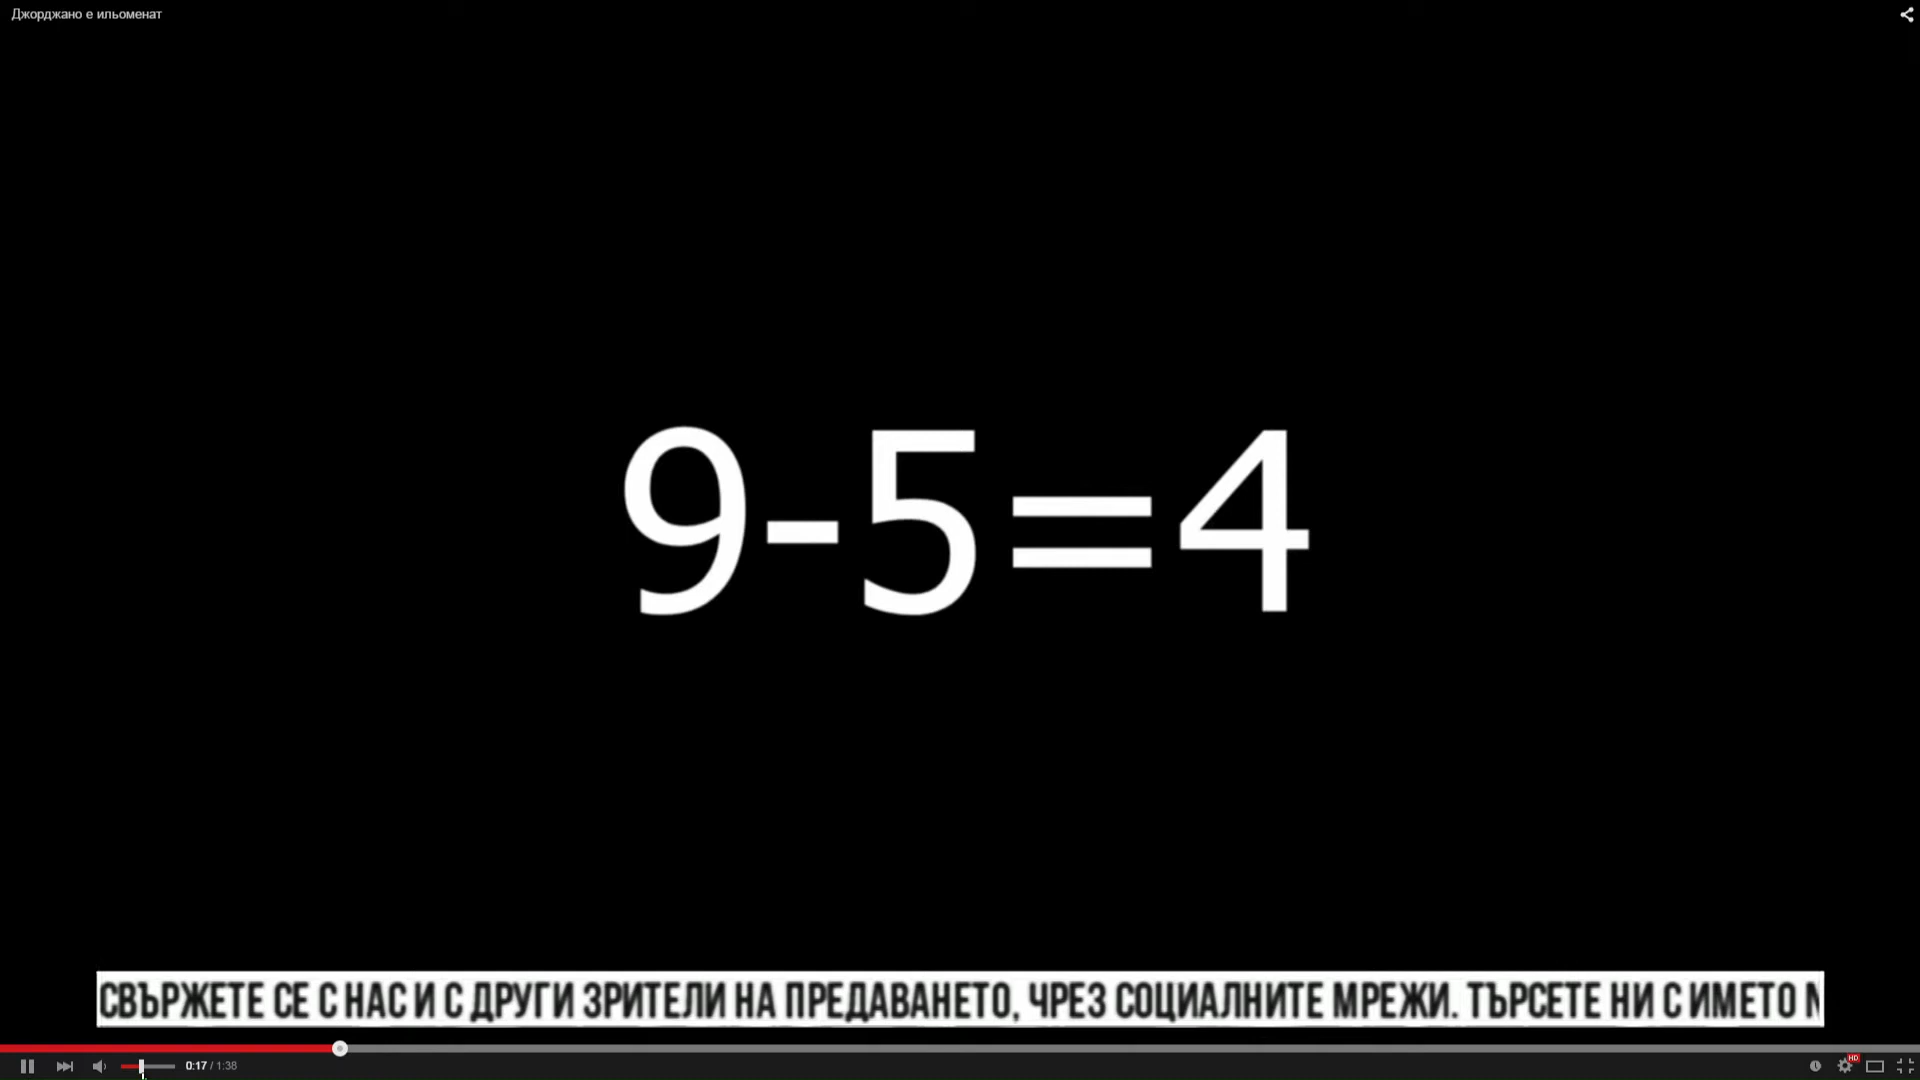 Джорджано е ильоменат
9-5=4
СВЪРЖЕТЕ СЕ С НАС И С ДРУГИ ЗРИТЕЛИ НА ПРЕДАВАНЕТО, ЧРЕЗ СОЦИАЛНИТЕ МРЕЖИ. ТЪРСЕТЕ НИ С ИМЕТО
0:17 / 1:38
HD